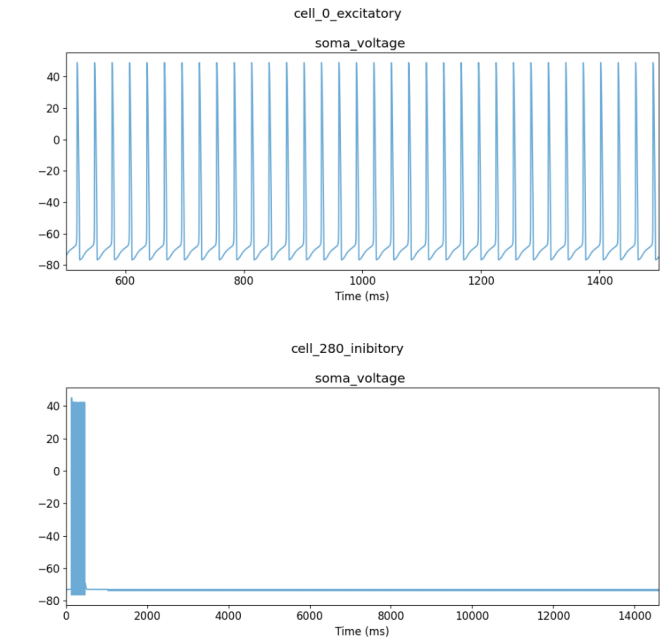 cell_0_excitatory
soma_voltage
40
20
0
−20
−40
−60
−80
600 800 1000 1200 1400
Time (ms)
cell_280_inibitory
soma_voltage
40
20
0
−20
−40
−60
−80
0 2000 4000 6000 8000 10000 12000 14000
Time (ms)